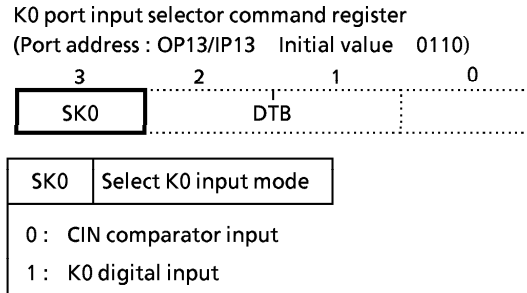 K0 port input selector command register
(Port address : OP13/IP13 Initial value 0110)
3 2 1 0
SK0 DTB
SK0 Select K0 input mode
0 : CIN comparator input
1 : K0 digital input